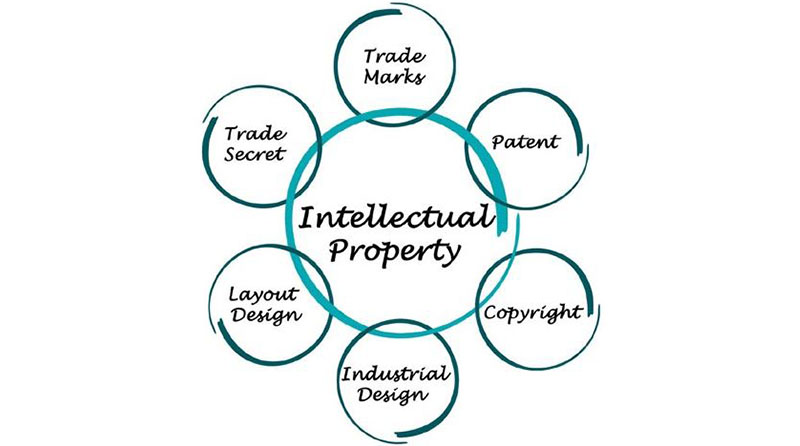 Trade
Marks
Trade
Secret
Patent
Intellectual
Property
Layout
Design
Copyright
Industrial
Design